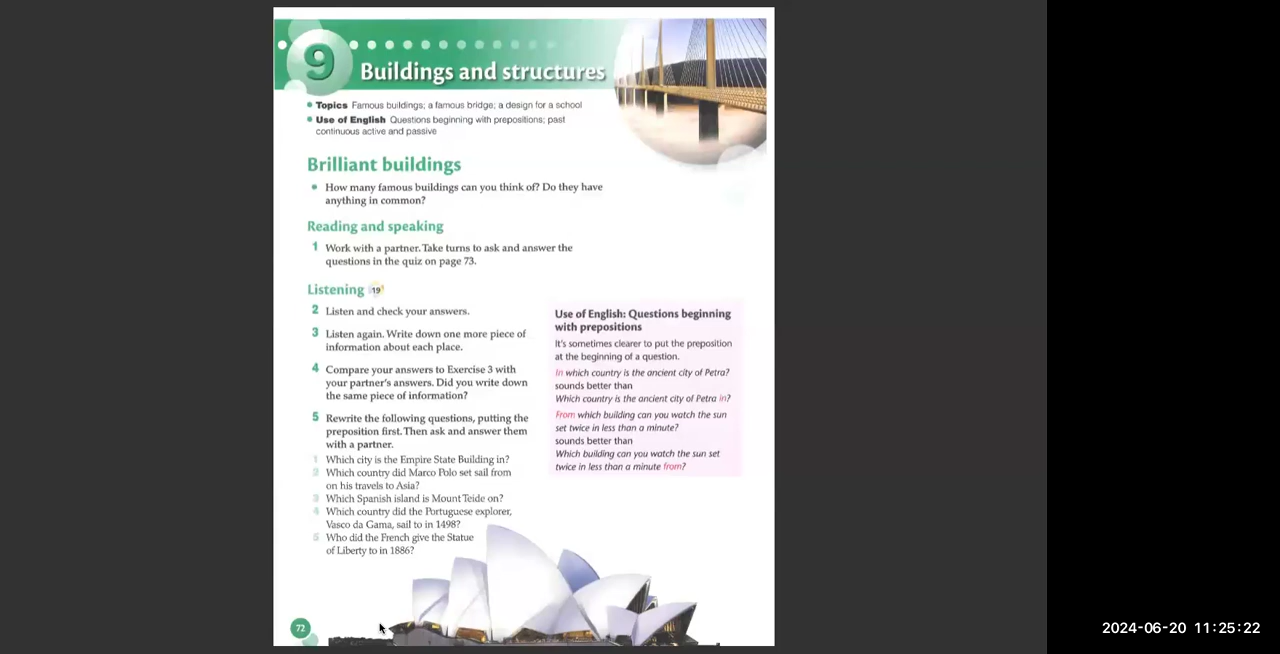 9
Buildings and structures
• Topics Famous buildings; a famous bridge; a design for a school
• Use of English Questions beginning with prepositions; past
continuous active and passive
Brilliant buildings
• How many famous buildings can you think of? Do they have
anything in common?
Reading and speaking
1 Work with a partner. Take turns to ask and answer the
questions in the quiz on page 73.
Listening 19
2 Listen and check your answers.
3 Listen again. Write down one more piece of
information about each place.
4 Compare your answers to Exercise 3 with
your partner's answers. Did you write down
the same piece of information?
5 Rewrite the following questions, putting the
preposition first. Then ask and answer them
with a partner.
1 Which city is the Empire State Building in?
2 Which country did Marco Polo set sail from
on his travels to Asia?
3 Which Spanish island is Mount Teide on?
4 Which country did the Portuguese explorer,
Vasco da Gama, sail to in 1498?
5 Who did the French give the Statue
of Liberty to in 1886?
Use of English: Questions beginning
with prepositions
It's sometimes clearer to put the preposition
at the beginning of a question.
In which country is the ancient city of Petra?
sounds better than
Which country is the ancient city of Petra in?
From which building can you watch the sun
set twice in less than a minute?
sounds better than
Which building can you watch the sun set
twice in less than a minute from?
72
2024-06-20 11:25:22